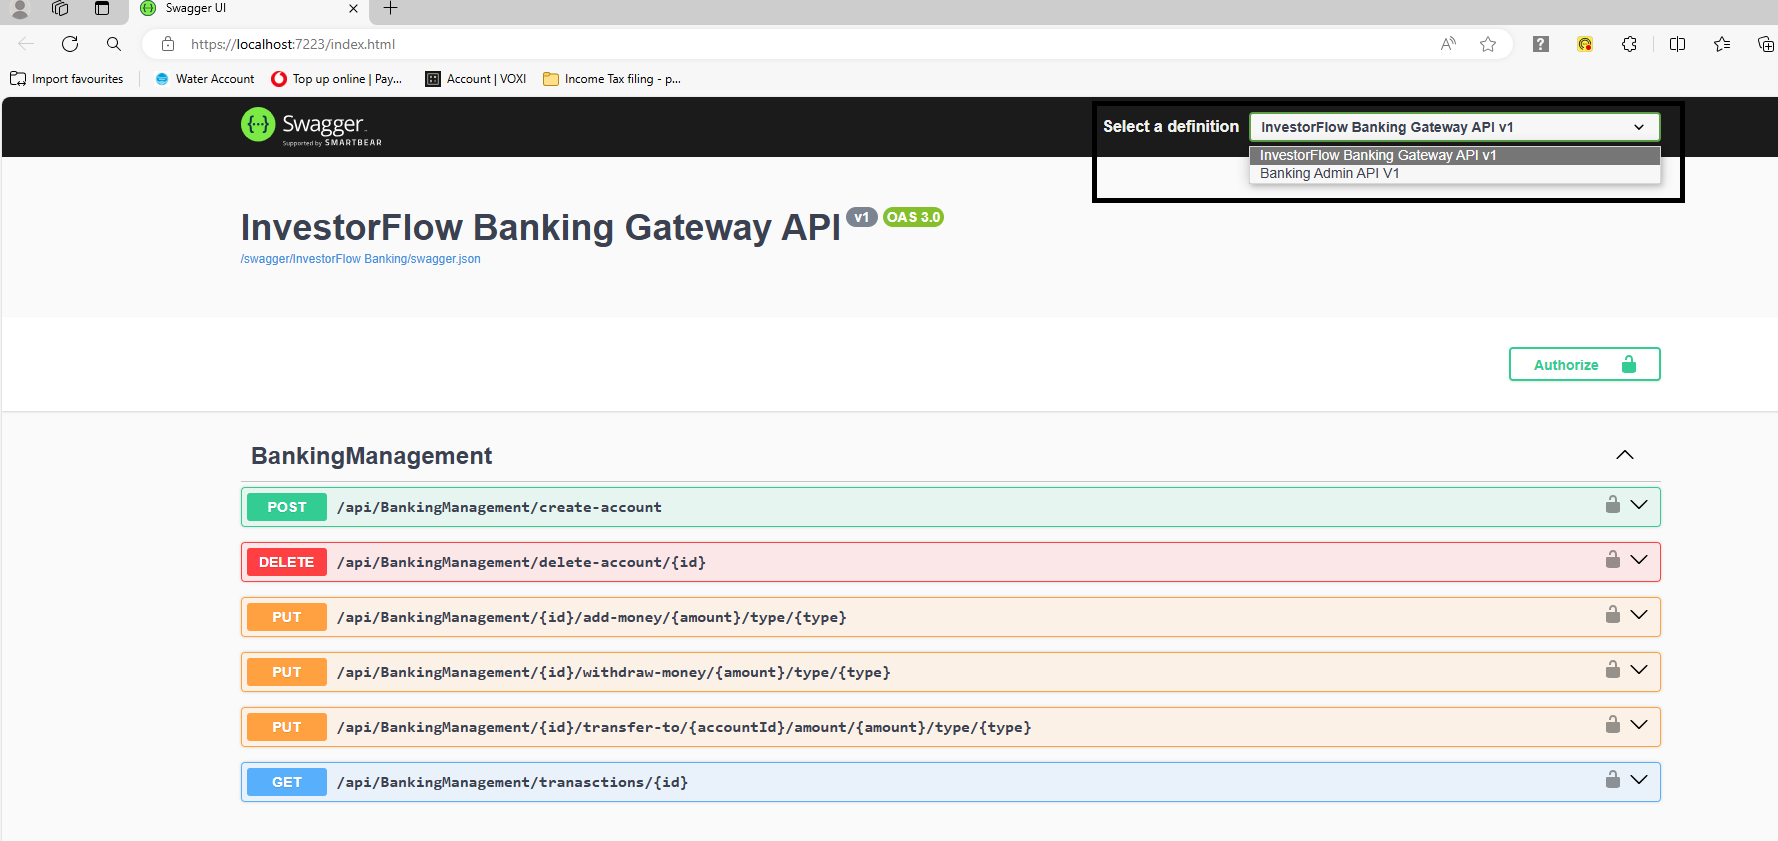 Swagger UI
https://localhost:7223/index.html
Import favourites
Water Account
Top up online | Pay...
Account | VOXI
Income Tax filing - p...
Swagger
Supported by SMARTBEAR
Select a definition
InvestorFlow Banking Gateway API v1
InvestorFlow Banking Gateway API v1
Banking Admin API V1
InvestorFlow Banking Gateway API v1 OAS 3.0
/swagger/InvestorFlow Banking/swagger.json
Authorize
BankingManagement
POST /api/BankingManagement/create-account
DELETE /api/BankingManagement/delete-account/{id}
PUT /api/BankingManagement/{id}/add-money/{amount}/type/{type}
PUT /api/BankingManagement/{id}/withdraw-money/{amount}/type/{type}
PUT /api/BankingManagement/{id}/transfer-to/{accountId}/amount/{amount}/type/{type}
GET /api/BankingManagement/tranasctions/{id}